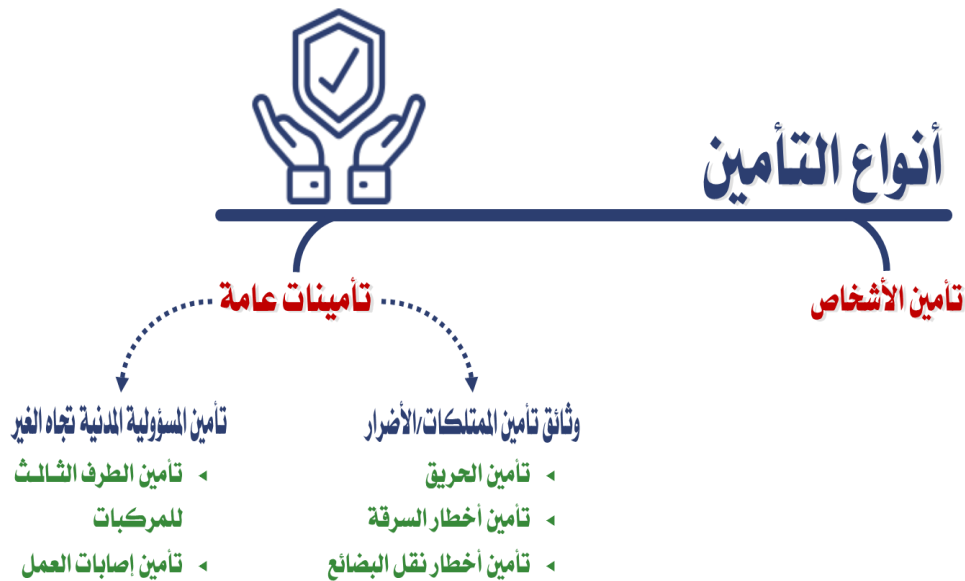 أنواع التأمين
تأمين الأشخاص
تأمينات عامة
وثائق تأمين الممتلكات/الأضرار
تأمين الحريق
تأمين أخطار السرقة
تأمين أخطار نقل البضائع
تأمين المسؤولية المدنية تجاه الغير
تأمين الطرف الثالث
للمركبات
تأمين إصابات العمل